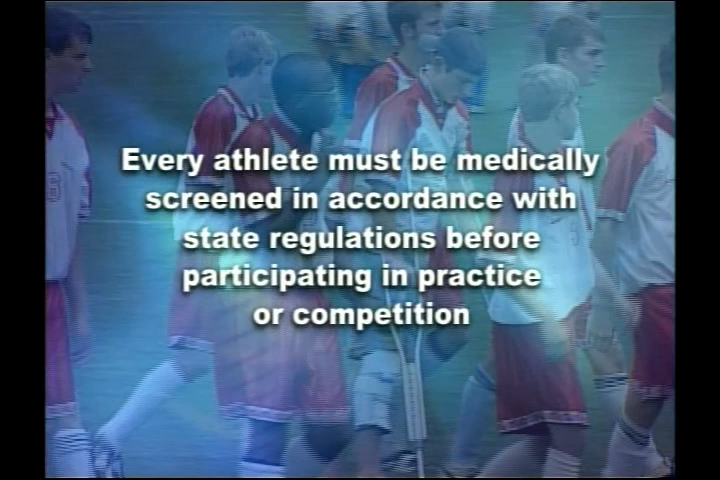 Every athlete must be medically
screened in accordance with
state regulations before
participating in practice
or competition